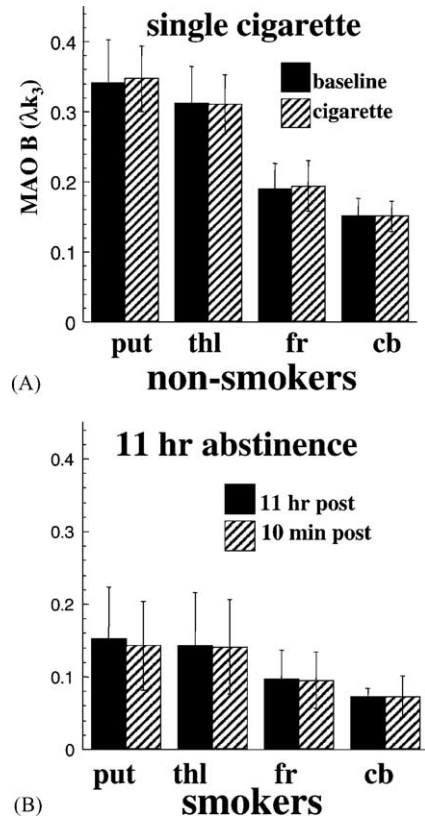 single cigarette
0.4
0.3
0.2
0.1
0
MAO B (λk₃)
baseline
cigarette
put thl fr cb
(A) non-smokers
11 hr abstinence
0.4
0.3
0.2
0.1
0
11 hr post
10 min post
put thl fr cb
(B) smokers